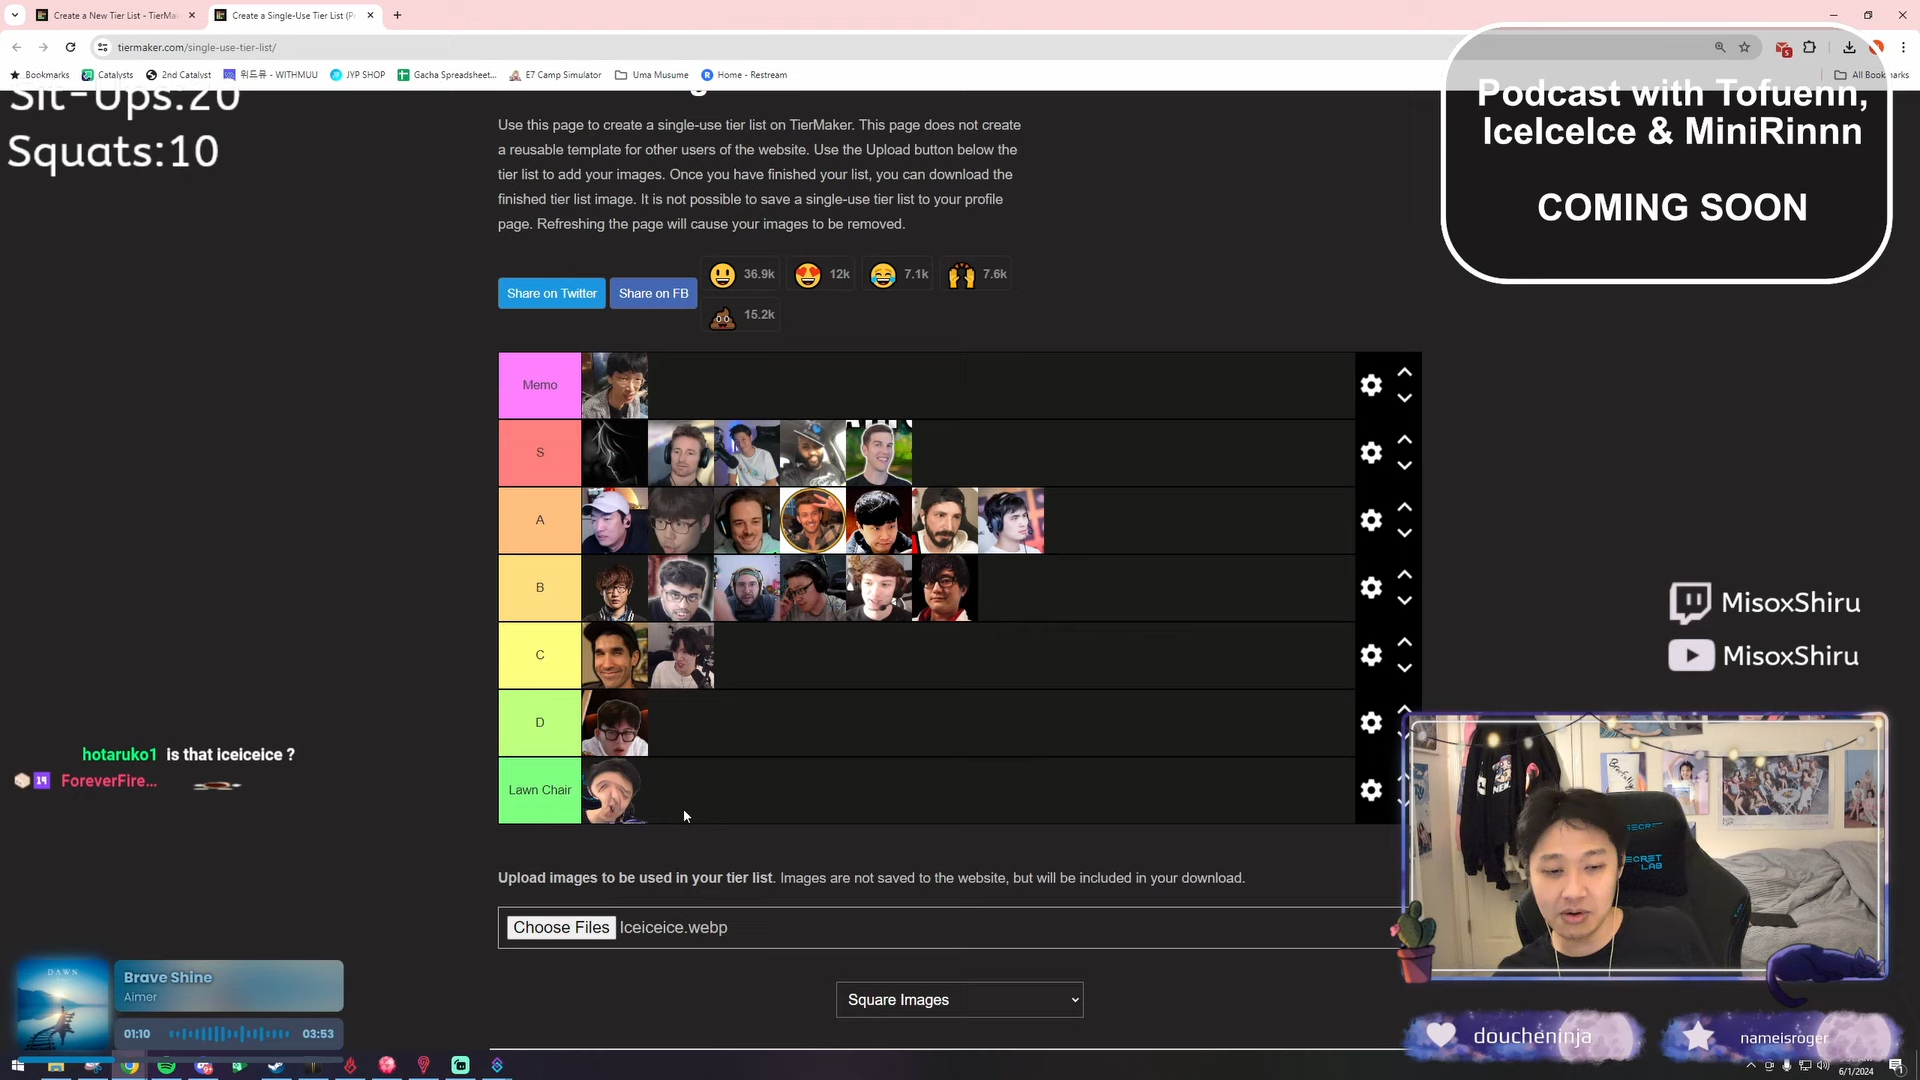 Create a New Tier List - TierMa
Create a Single-Use Tier List (P
tiermaker.com/single-use-tier-list/
Bookmarks
Catalysts
2nd Catalyst
위드뮤 - WITHMUU
JYP SHOP
Gacha Spreadsheet...
E7 Camp Simulator
Uma Musume
Home - Restream
All Bookmarks
Sit-Ups:20
Squats:10
Podcast with Tofuenn,
IceIceIce & MiniRinnn
COMING SOON
Use this page to create a single-use tier list on TierMaker. This page does not create
a reusable template for other users of the website. Use the Upload button below the
tier list to add your images. Once you have finished your list, you can download the
finished tier list image. It is not possible to save a single-use tier list to your profile
page. Refreshing the page will cause your images to be removed.
Share on Twitter
Share on FB
36.9k
12k
7.1k
7.6k
15.2k
Memo
S
A
B
C
D
Lawn Chair
MisoxShiru
MisoxShiru
hotaruko1 is that iceiceice ?
ForeverFire...
Upload images to be used in your tier list. Images are not saved to the website, but will be included in your download.
Choose Files Iceiceice.webp
Square Images
DAWN
Brave Shine
Aimer
01:10
03:53
SECRET
LAB
doucheninja
nameisroger
6/1/2024